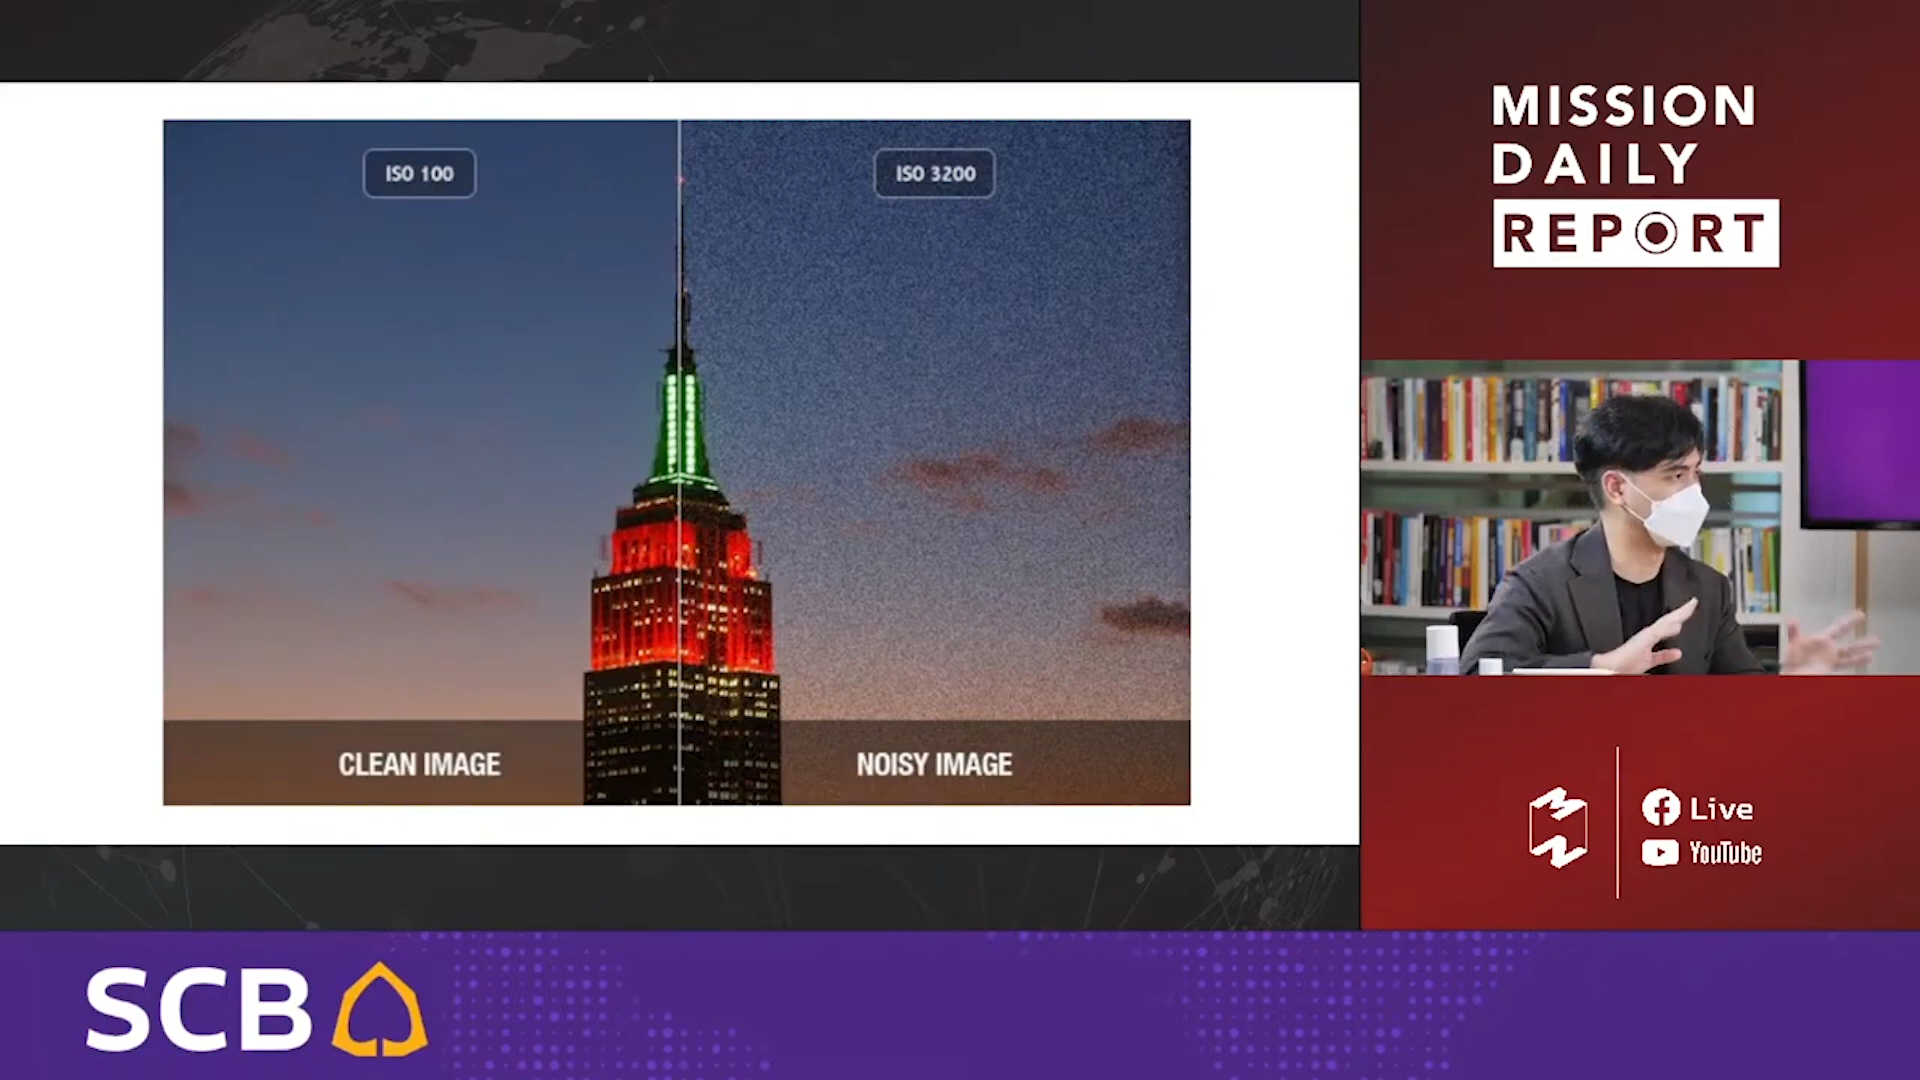 ISO 100
ISO 3200
CLEAN IMAGE
NOISY IMAGE
MISSION
DAILY
REPORT
Live
YouTube
SCB